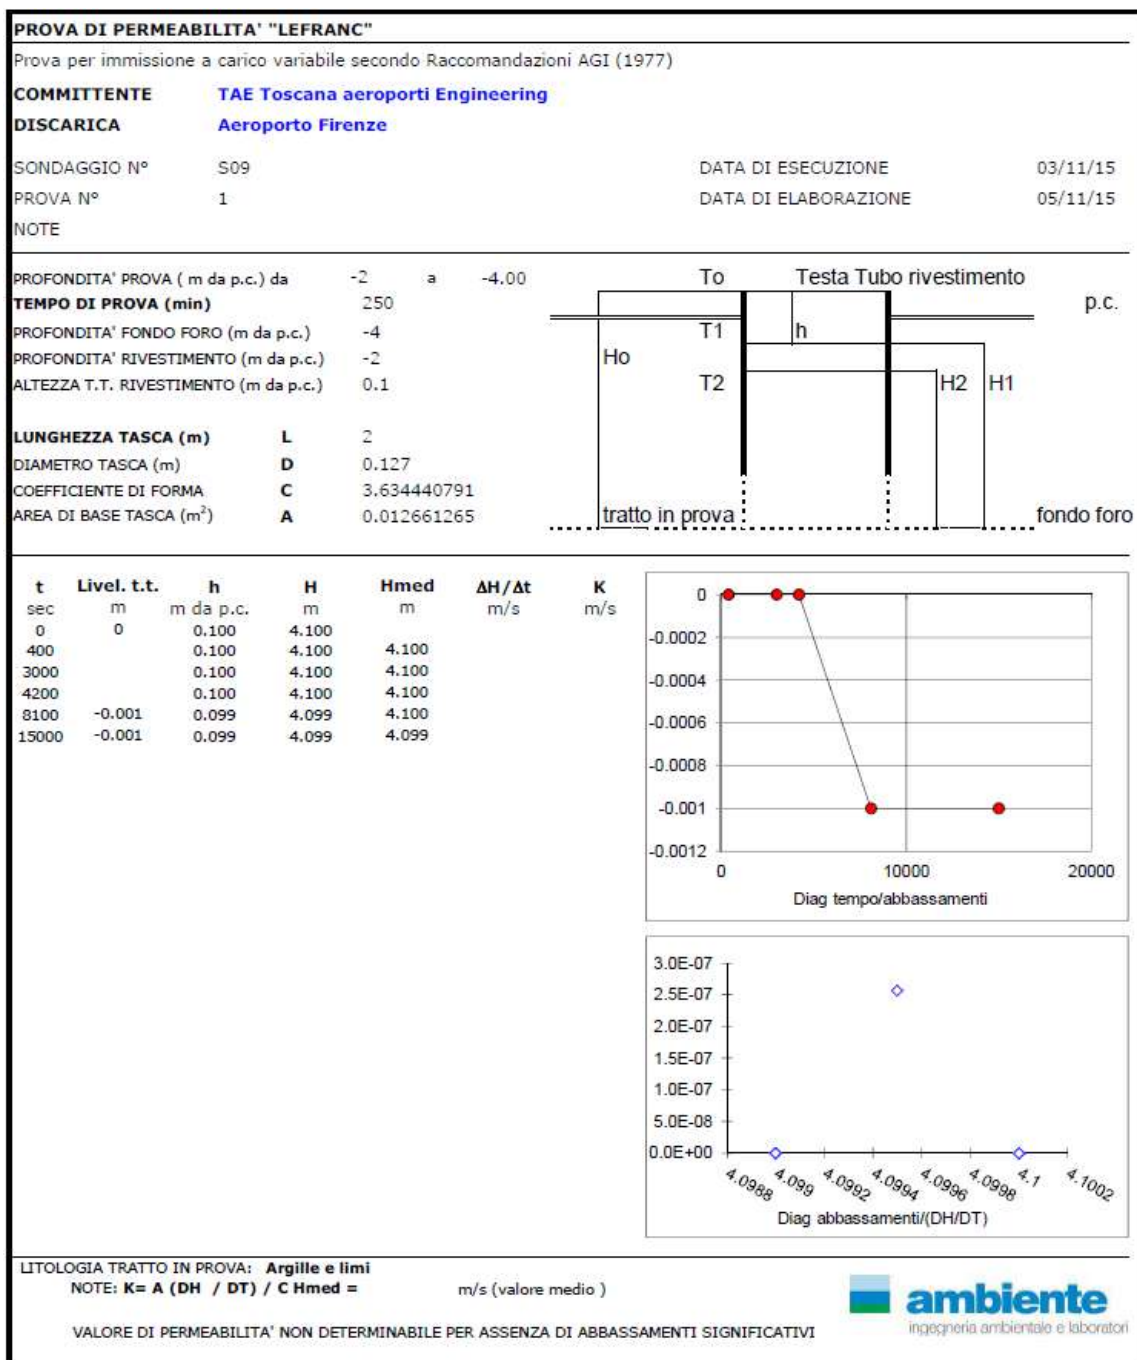 PROVA DI PERMEABILITA' "LEFRANC"
Prova per immissione a carico variabile secondo Raccomandazioni AGI (1977)
COMMITTENTE TAE Toscana aeroporti Engineering
DISCARICA Aeroporto Firenze
SONDAGGIO N° S09 DATA DI ESECUZIONE 03/11/15
PROVA N° 1 DATA DI ELABORAZIONE 05/11/15
NOTE
PROFONDITA' PROVA ( m da p.c.) da -2 a -4.00
TEMPO DI PROVA (min) 250
PROFONDITA' FONDO FORO (m da p.c.) -4
PROFONDITA' RIVESTIMENTO (m da p.c.) -2
ALTEZZA T.T. RIVESTIMENTO (m da p.c.) 0.1
LUNGHEZZA TASCA (m) L 2
DIAMETRO TASCA (m) D 0.127
COEFFICIENTE DI FORMA C 3.634440791
AREA DI BASE TASCA (m²) A 0.012661265
To Testa Tubo rivestimento
p.c.
T1 h
Ho
T2 H2 H1
tratto in prova fondo foro
t Livel. t.t. h H Hmed ΔH/Δt K
sec m m da p.c. m m m/s m/s
0 0 0.100 4.100
400 0.100 4.100 4.100
3000 0.100 4.100 4.100
4200 0.100 4.100 4.100
8100 -0.001 0.099 4.099 4.100
15000 -0.001 0.099 4.099 4.099
0
-0.0002
-0.0004
-0.0006
-0.0008
-0.001
-0.0012
0 10000 20000
Diag tempo/abbassamenti
3.0E-07
2.5E-07
2.0E-07
1.5E-07
1.0E-07
5.0E-08
0.0E+00
4.0988 4.099 4.0992 4.0994 4.0996 4.0998 4.1 4.1002
Diag abbassamenti/(DH/DT)
LITOLOGIA TRATTO IN PROVA: Argille e limi
NOTE: K= A (DH / DT) / C Hmed = m/s (valore medio )
VALORE DI PERMEABILITA' NON DETERMINABILE PER ASSENZA DI ABBASSAMENTI SIGNIFICATIVI
ambiente
ingegneria ambientale e laboratori